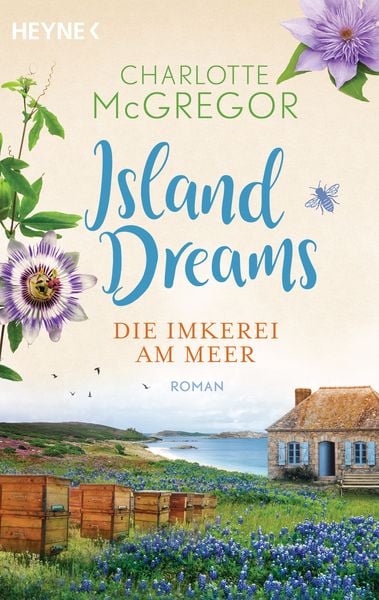 HEYNE
CHARLOTTE
McGREGOR
Island
Dreams
DIE IMKEREI
AM MEER
ROMAN